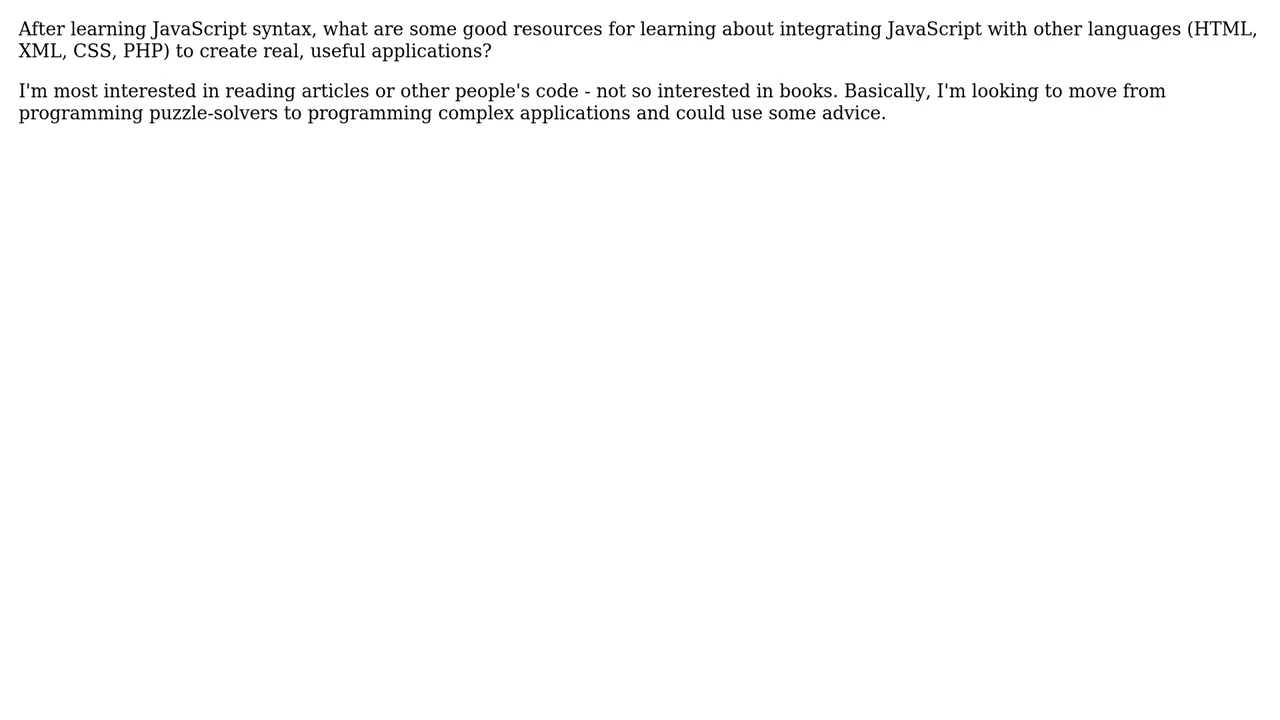 After learning JavaScript syntax, what are some good resources for learning about integrating JavaScript with other languages (HTML,
XML, CSS, PHP) to create real, useful applications?
I'm most interested in reading articles or other people's code - not so interested in books. Basically, I'm looking to move from
programming puzzle-solvers to programming complex applications and could use some advice.